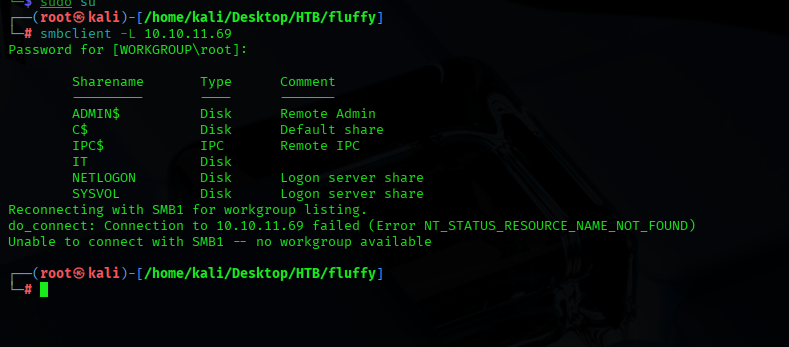 └─$ sudo su
┌──(root㉿kali)-[/home/kali/Desktop/HTB/fluffy]
└─# smbclient -L 10.10.11.69
Password for [WORKGROUP\root]:

        Sharename       Type      Comment
        ---------       ----      -------
        ADMIN$          Disk      Remote Admin
        C$              Disk      Default share
        IPC$            IPC       Remote IPC
        IT              Disk
        NETLOGON        Disk      Logon server share
        SYSVOL          Disk      Logon server share
Reconnecting with SMB1 for workgroup listing.
do_connect: Connection to 10.10.11.69 failed (Error NT_STATUS_RESOURCE_NAME_NOT_FOUND)
Unable to connect with SMB1 -- no workgroup available

┌──(root㉿kali)-[/home/kali/Desktop/HTB/fluffy]
└─#